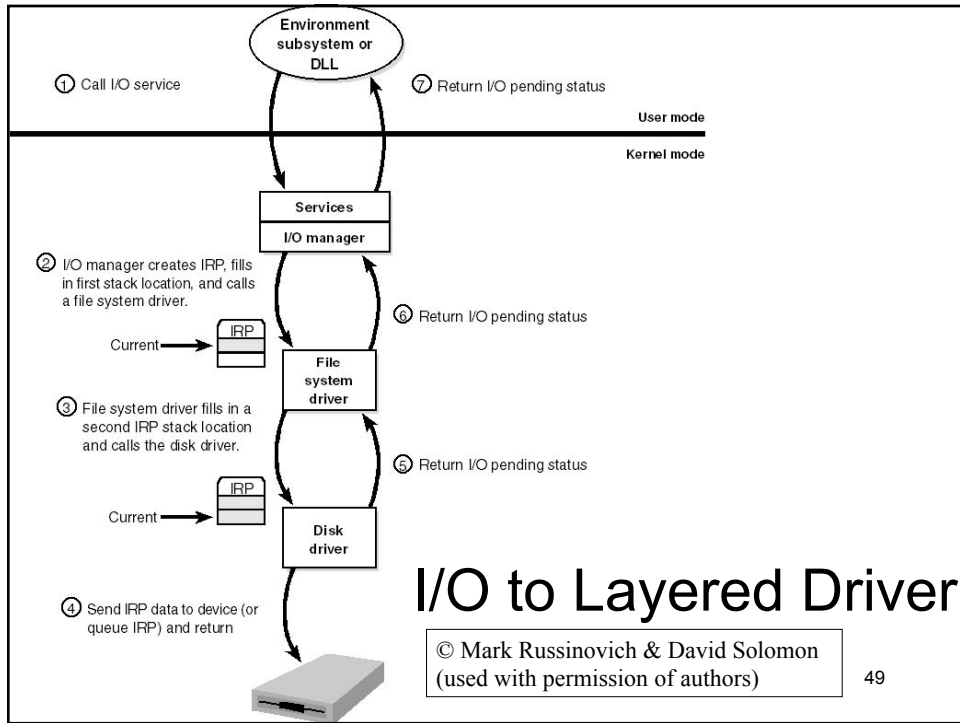 Environment
subsystem or
DLL
① Call I/O service
⑦ Return I/O pending status
User mode
Kernel mode
Services
I/O manager
② I/O manager creates IRP, fills
in first stack location, and calls
a file system driver.
⑥ Return I/O pending status
IRP
Current
File
system
driver
③ File system driver fills in a
second IRP stack location
and calls the disk driver.
⑤ Return I/O pending status
IRP
Current
Disk
driver
④ Send IRP data to device (or
queue IRP) and return
I/O to Layered Driver
© Mark Russinovich & David Solomon
(used with permission of authors)
49